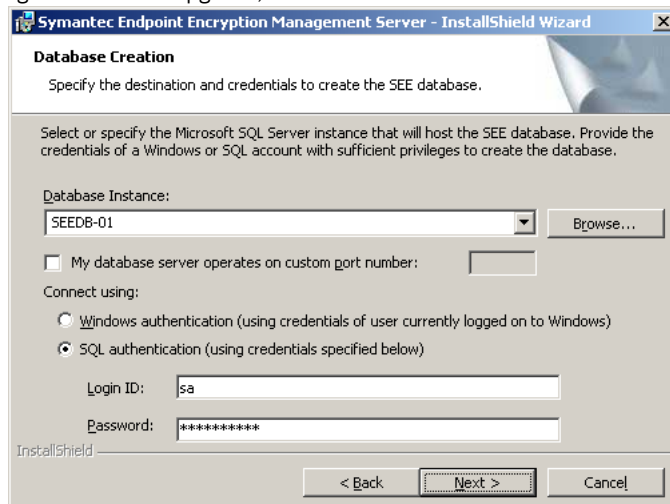 Symantec Endpoint Encryption Management Server - InstallShield Wizard
Database Creation
Specify the destination and credentials to create the SEE database.
Select or specify the Microsoft SQL Server instance that will host the SEE database. Provide the
credentials of a Windows or SQL account with sufficient privileges to create the database.
Database Instance:
SEEDB-01
Browse...
My database server operates on custom port number:
Connect using:
Windows authentication (using credentials of user currently logged on to Windows)
SQL authentication (using credentials specified below)
Login ID: sa
Password: **********
InstallShield
< Back Next > Cancel